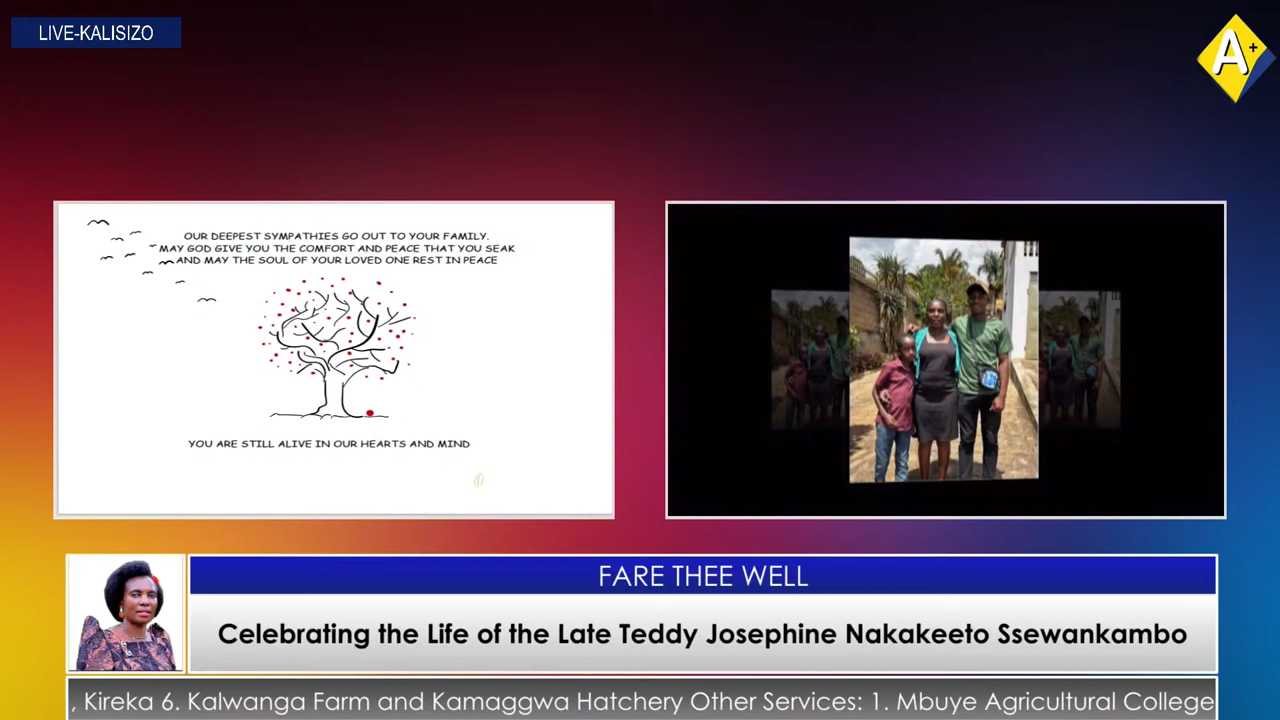 LIVE-KALISIZO
A+
OUR DEEPEST SYMPATHIES GO OUT TO YOUR FAMILY.
MAY GOD GIVE YOU THE COMFORT AND PEACE THAT YOU SEAK
AND MAY THE SOUL OF YOUR LOVED ONE REST IN PEACE
YOU ARE STILL ALIVE IN OUR HEARTS AND MIND
FARE THEE WELL
Celebrating the Life of the Late Teddy Josephine Nakakeeto Ssewankambo
, Kireka 6. Kalwanga Farm and Kamaggwa Hatchery Other Services: 1. Mbuye Agricultural College